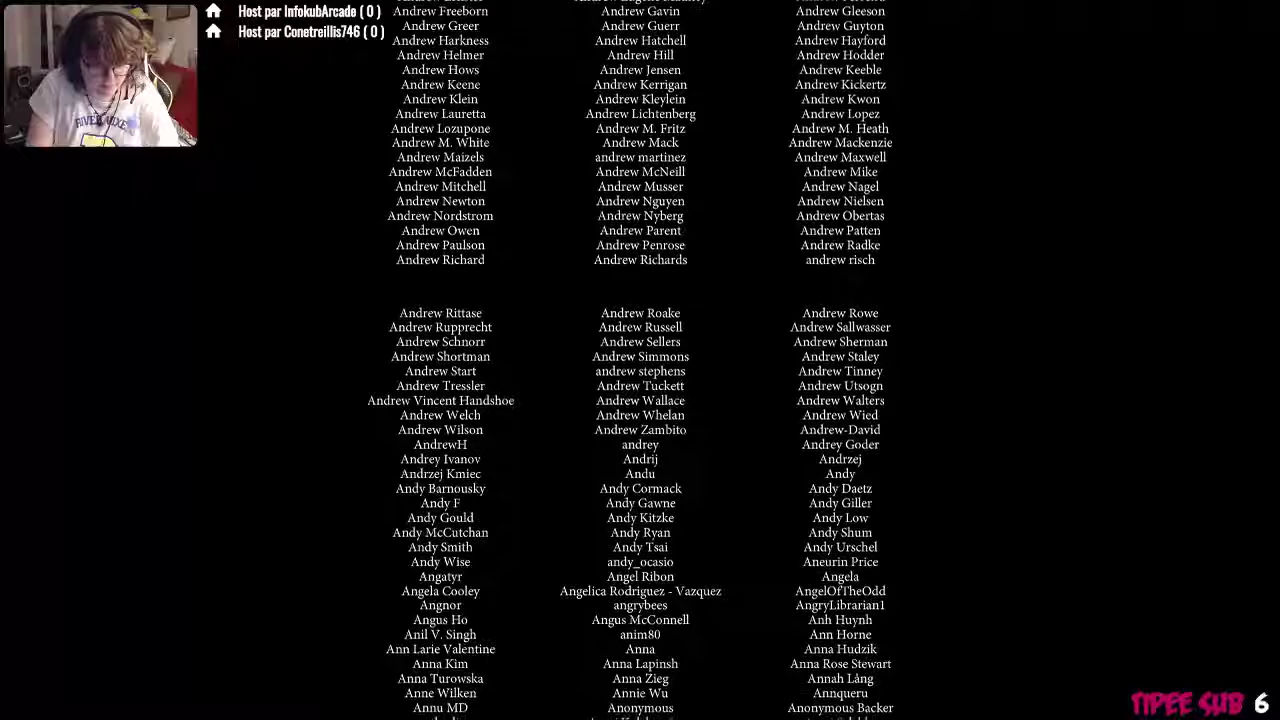 Host par InfokubArcade ( 0 )
Host par Conetreillis746 ( 0 )
Andrew Freeborn Andrew Gavin Andrew Gleeson
Andrew Greer Andrew Guerr Andrew Guyton
Andrew Harkness Andrew Hatchell Andrew Hayford
Andrew Helmer Andrew Hill Andrew Hodder
Andrew Hows Andrew Jensen Andrew Keeble
Andrew Keene Andrew Kerrigan Andrew Kickertz
Andrew Klein Andrew Kleylein Andrew Kwon
Andrew Lauretta Andrew Lichtenberg Andrew Lopez
Andrew Lozupone Andrew M. Fritz Andrew M. Heath
Andrew M. White Andrew Mack Andrew Mackenzie
Andrew Maizels andrew martinez Andrew Maxwell
Andrew McFadden Andrew McNeill Andrew Mike
Andrew Mitchell Andrew Musser Andrew Nagel
Andrew Newton Andrew Nguyen Andrew Nielsen
Andrew Nordstrom Andrew Nyberg Andrew Obertas
Andrew Owen Andrew Parent Andrew Patten
Andrew Paulson Andrew Penrose Andrew Radke
Andrew Richard Andrew Richards andrew risch
Andrew Rittase Andrew Roake Andrew Rowe
Andrew Rupprecht Andrew Russell Andrew Sallwasser
Andrew Schnorr Andrew Sellers Andrew Sherman
Andrew Shortman Andrew Simmons Andrew Staley
Andrew Start andrew stephens Andrew Tinney
Andrew Tressler Andrew Tuckett Andrew Utsogn
Andrew Vincent Handshoe Andrew Wallace Andrew Walters
Andrew Welch Andrew Whelan Andrew Wied
Andrew Wilson Andrew Zambito Andrew-David
AndrewH andrey Andrey Goder
Andrey Ivanov Andrij Andrzej
Andrzej Kmiec Andu Andy
Andy Barnousky Andy Cormack Andy Daetz
Andy F Andy Gawne Andy Giller
Andy Gould Andy Kitzke Andy Low
Andy McCutchan Andy Ryan Andy Shum
Andy Smith Andy Tsai Andy Urschel
Andy Wise andy_ocasio Aneurin Price
Angatyr Angel Ribon Angela
Angela Cooley Angelica Rodriguez - Vazquez AngelOfTheOdd
Angnor angrybees AngryLibrarian1
Angus Ho Angus McConnell Anh Huynh
Anil V. Singh anim80 Ann Horne
Ann Larie Valentine Anna Anna Hudzik
Anna Kim Anna Lapinsh Anna Rose Stewart
Anna Turowska Anna Zieg Annah Lång
Anne Wilken Annie Wu Annqueru
Annu MD Anonymous Anonymous Backer
TIPEE SUB 6